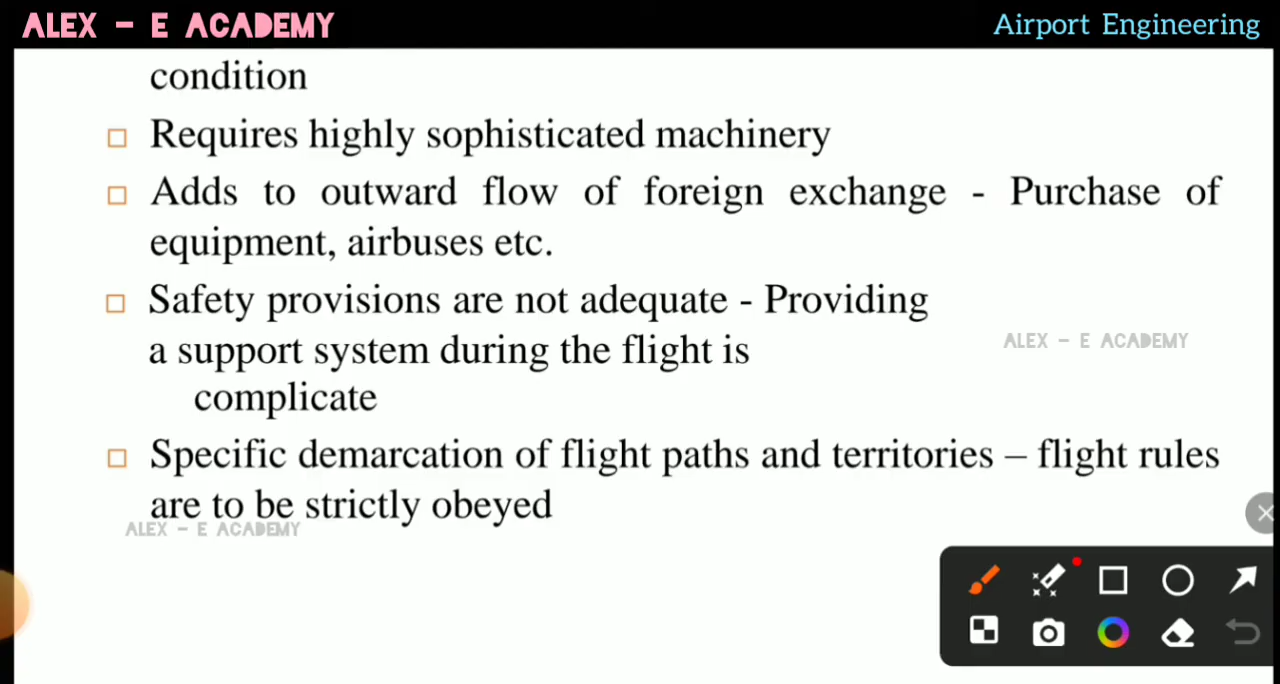 ALEX - E ACADEMY
Airport Engineering
condition
Requires highly sophisticated machinery
Adds to outward flow of foreign exchange - Purchase of
equipment, airbuses etc.
Safety provisions are not adequate - Providing
a support system during the flight is
complicate
ALEX - E ACADEMY
Specific demarcation of flight paths and territories – flight rules
are to be strictly obeyed
ALEX - E ACADEMY